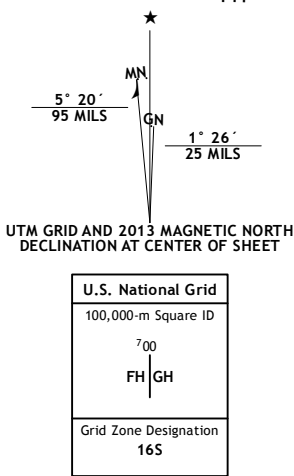 MN
5° 20´
95 MILS
GN
1° 26´
25 MILS
UTM GRID AND 2013 MAGNETIC NORTH
DECLINATION AT CENTER OF SHEET
U.S. National Grid
100,000-m Square ID
⁷00
FH GH
Grid Zone Designation
16S